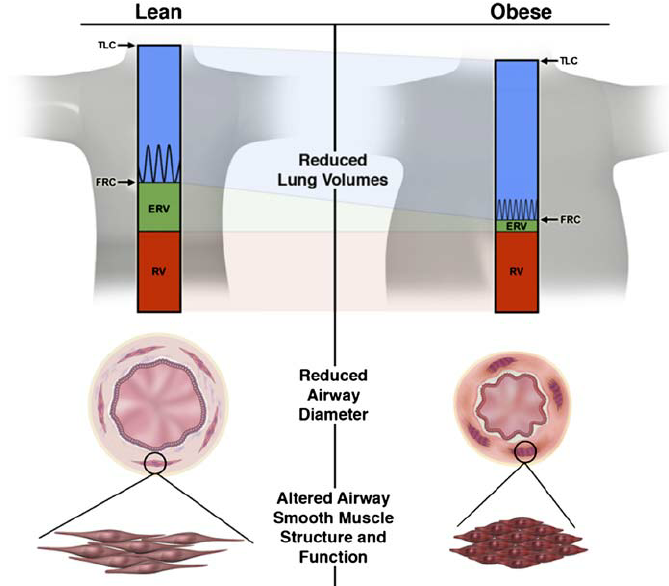 Lean
Obese
TLC
TLC
Reduced
Lung Volumes
FRC
ERV
FRC
ERV
RV
RV
Reduced
Airway
Diameter
Altered Airway
Smooth Muscle
Structure and
Function